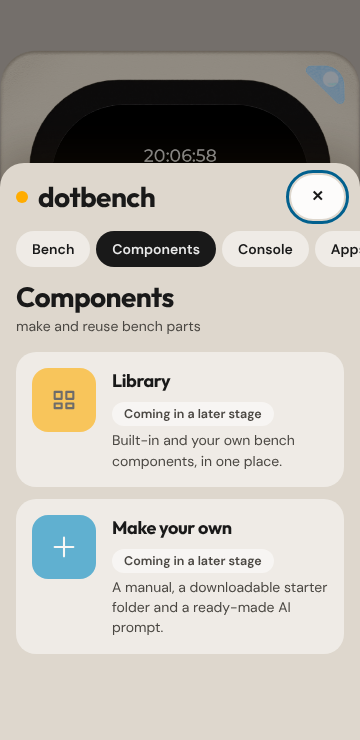 20:06:58
dotbench
×
Bench
Components
Console
Components
make and reuse bench parts
Library
Coming in a later stage
Built-in and your own bench
components, in one place.
Make your own
Coming in a later stage
A manual, a downloadable starter
folder and a ready-made AI
prompt.